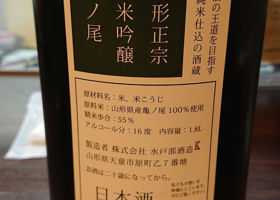 の王道を目指す
純米仕込の酒蔵
形正宗
米吟醸
ノ尾
原材料名：米、米こうじ
原料米：山形県産亀ノ尾100%使用
精米歩合：55%
アルコール分：16度 内容量：1.8L
製造者 株式会社 水戸部酒造
山形県天童市原町乙7番地
お酒は二十歳になってから。
日本酒